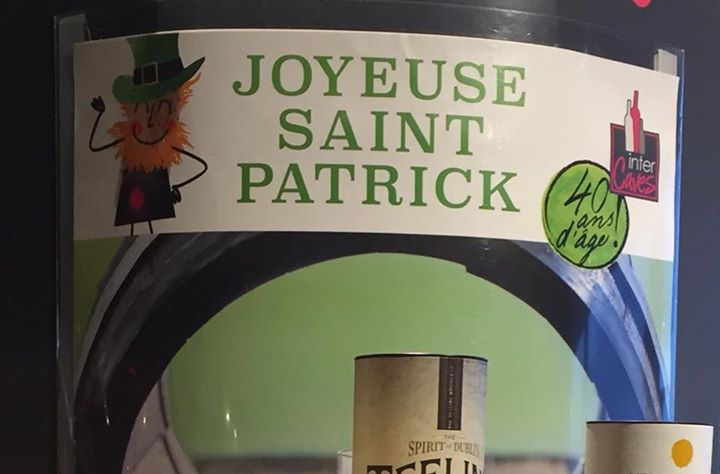 JOYEUSE
SAINT
PATRICK
inter
Caves
40
ans
d'âge!
THE
SPIRIT of DUBLIN